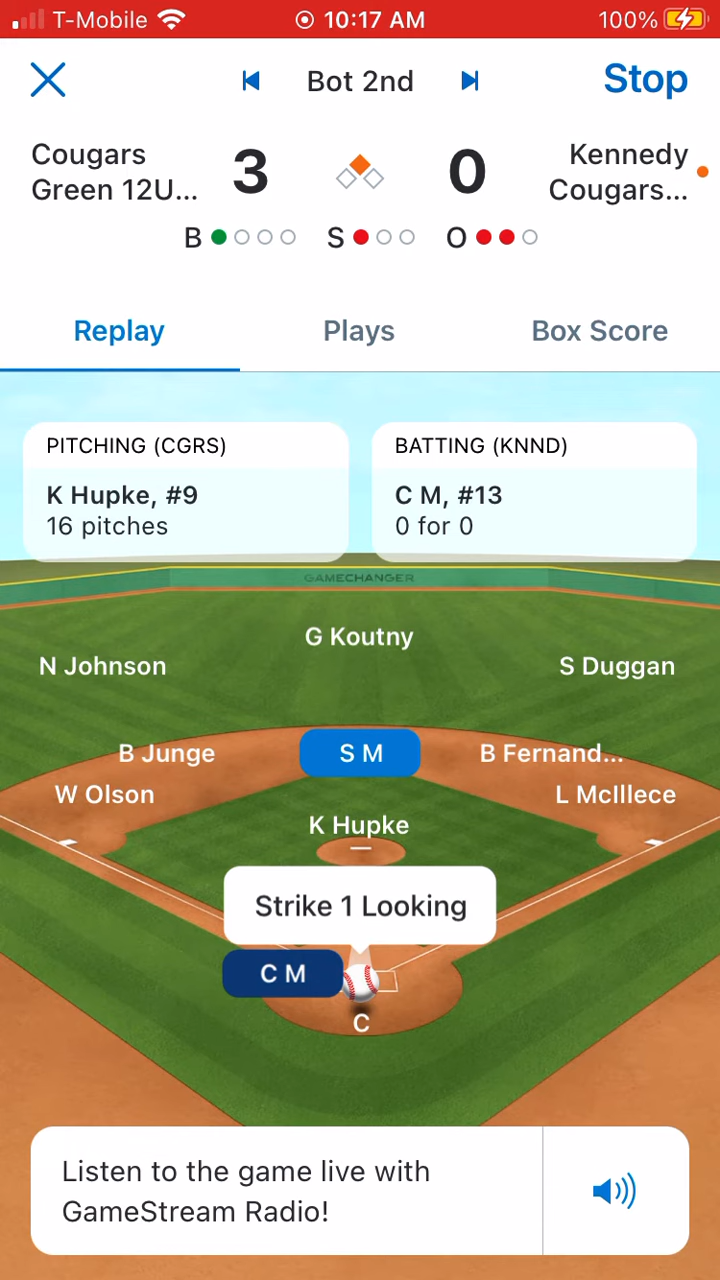 T-Mobile 10:17 AM 100%
Bot 2nd Stop
Cougars Green 12U... 3 0 Kennedy Cougars...
B S O
Replay Plays Box Score
PITCHING (CGRS) BATTING (KNND)
K Hupke, #9 C M, #13
16 pitches 0 for 0
GAMECHANGER
G Koutny
N Johnson S Duggan
B Junge S M B Fernand...
W Olson L McIllece
K Hupke
Strike 1 Looking
C M
C
Listen to the game live with
GameStream Radio!